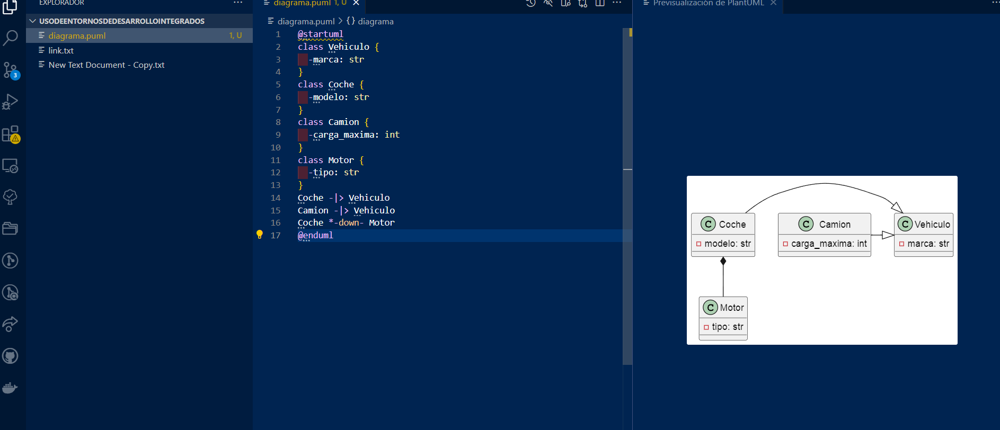 EXPLORADOR
USODEENTORNOSDEDESARROLLOINTEGRADOS
diagrama.puml 1, U
link.txt
New Text Document - Copy.txt
3
diagrama.puml 1, U
diagrama.puml > {} diagrama
1 @startuml
2 class Vehiculo {
3 -marca: str
4 }
5 class Coche {
6 -modelo: str
7 }
8 class Camion {
9 -carga_maxima: int
10 }
11 class Motor {
12 -tipo: str
13 }
14 Coche -|> Vehiculo
15 Camion -|> Vehiculo
16 Coche *-down- Motor
17 @enduml
Previsualización de PlantUML
C Coche
modelo: str
C Camion
carga_maxima: int
C Vehiculo
marca: str
C Motor
tipo: str